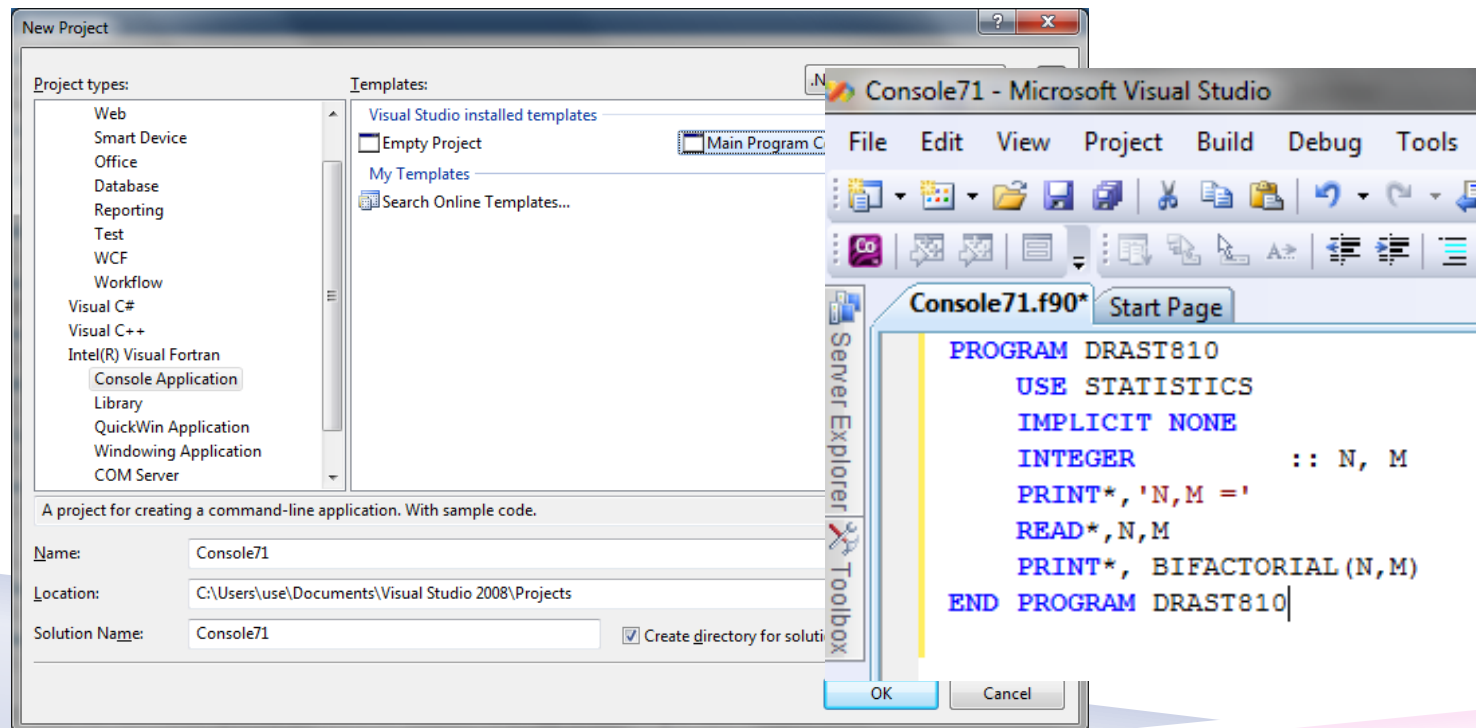 New Project
Project types:
Templates:
.N
Web
Smart Device
Office
Database
Reporting
Test
WCF
Workflow
Visual C#
Visual C++
Intel(R) Visual Fortran
Console Application
Library
QuickWin Application
Windowing Application
COM Server
Visual Studio installed templates
Empty Project
Main Program C
My Templates
Search Online Templates...
A project for creating a command-line application. With sample code.
Name:
Console71
Location:
C:\Users\use\Documents\Visual Studio 2008\Projects
Solution Name:
Console71
Create directory for soluti
OK
Cancel
Console71 - Microsoft Visual Studio
File Edit View Project Build Debug Tools
Console71.f90* Start Page
Server Explorer
Toolbox
PROGRAM DRAST810
USE STATISTICS
IMPLICIT NONE
INTEGER :: N, M
PRINT*,'N,M ='
READ*,N,M
PRINT*, BIFACTORIAL(N,M)
END PROGRAM DRAST810